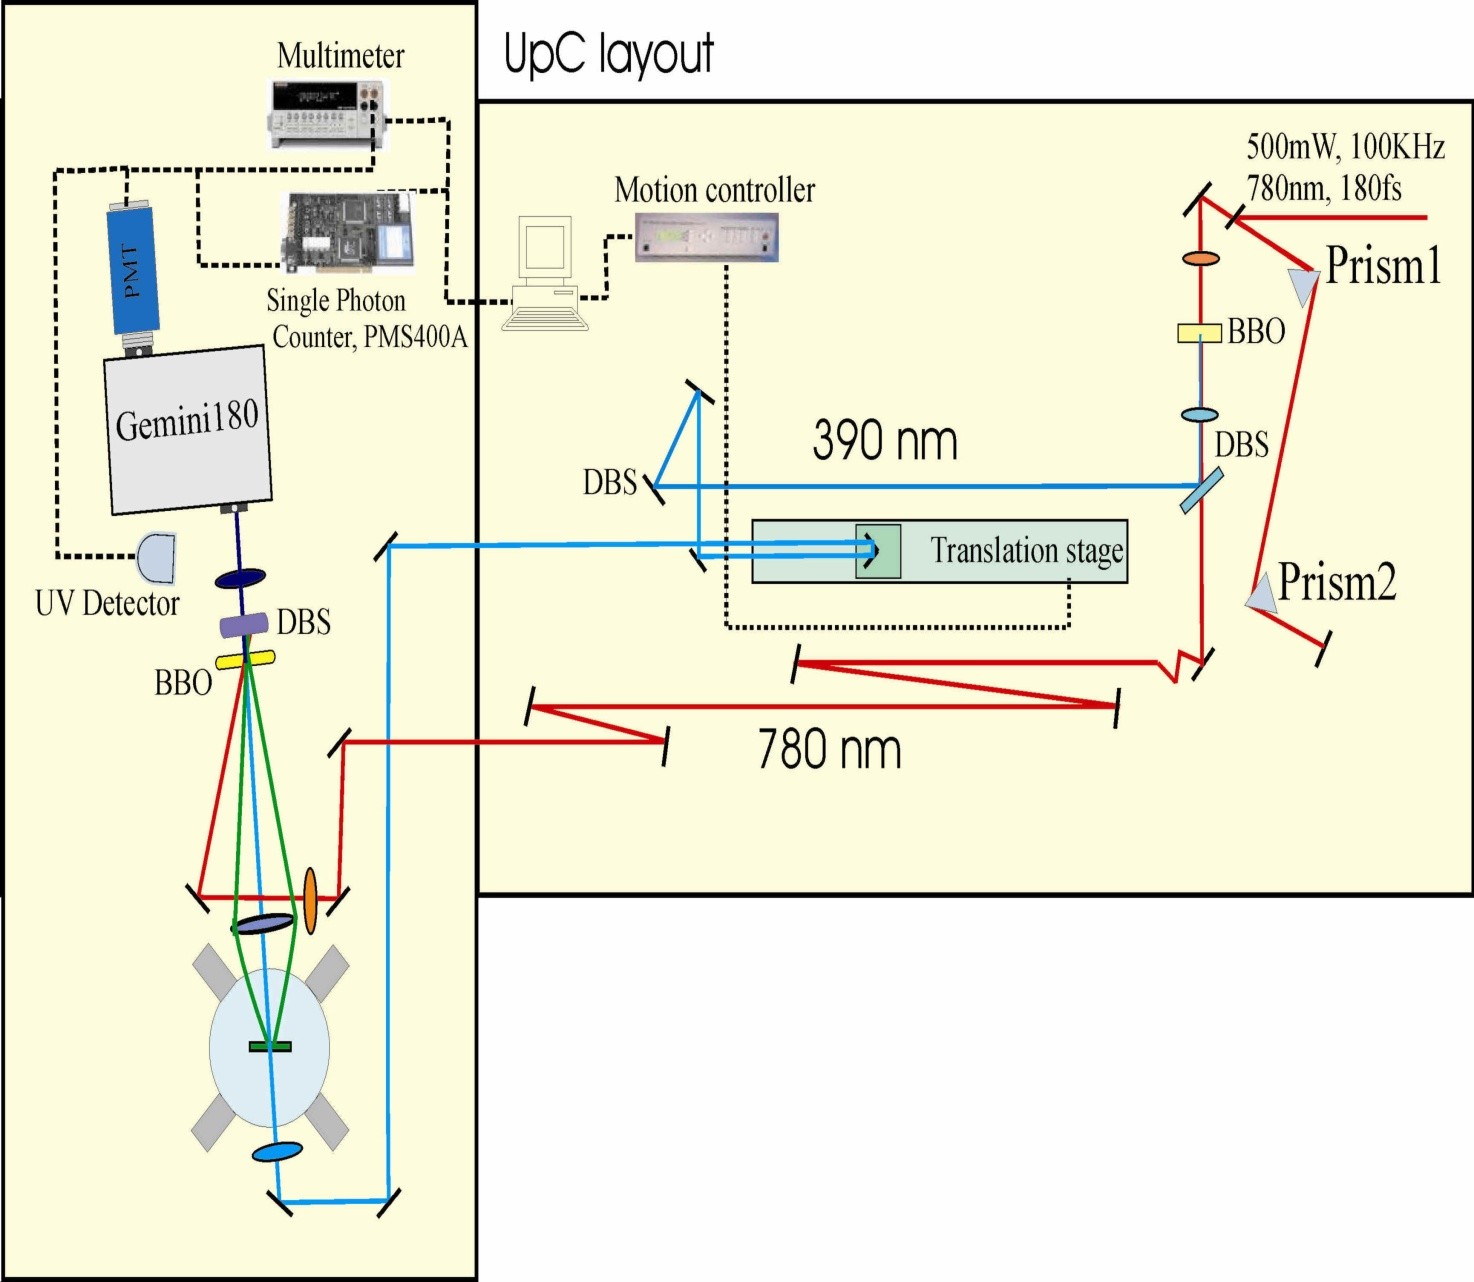 UpC layout
Multimeter
500mW, 100KHz
780nm, 180fs
Motion controller
PMT
Prism1
Single Photon
Counter, PMS400A
BBO
Gemini180
390 nm
DBS
DBS
Translation stage
UV Detector
Prism2
DBS
BBO
780 nm